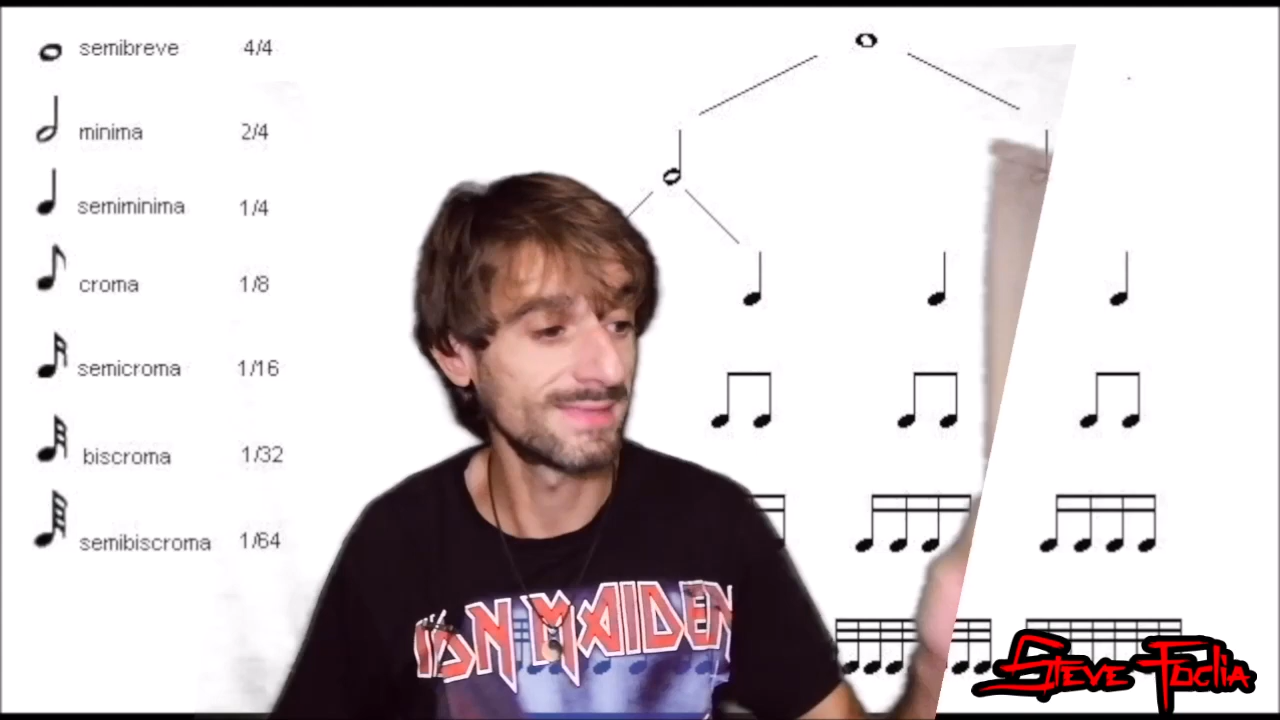 semibreve 4/4
minima 2/4
semiminima 1/4
croma 1/8
semicroma 1/16
biscroma 1/32
semibiscroma 1/64
IRON MAIDEN
STEVE FOCLIA